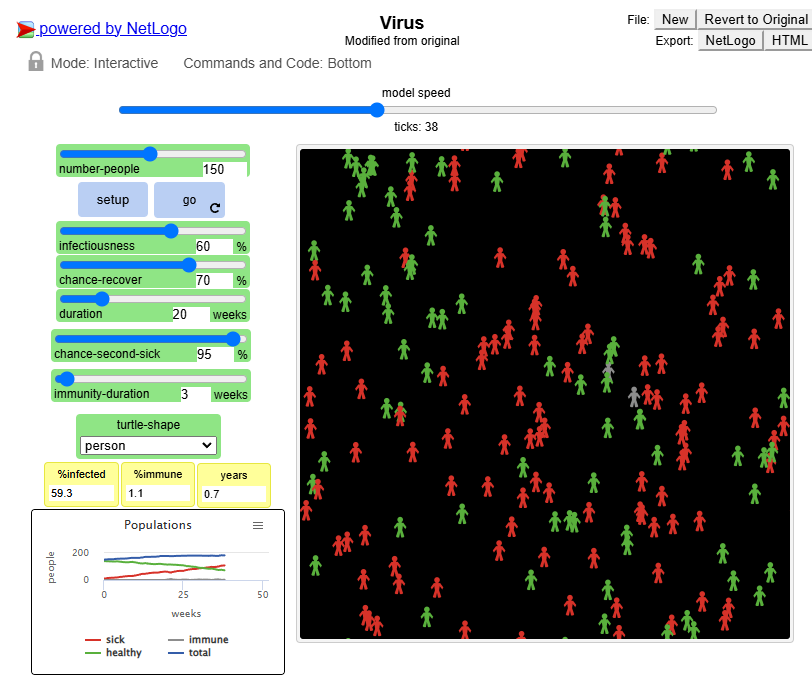 powered by NetLogo
Virus
Modified from original
File: New Revert to Original
Export: NetLogo HTML
Mode: Interactive Commands and Code: Bottom
model speed
ticks: 38
number-people 150
setup go
infectiousness 60 %
chance-recover 70 %
duration 20 weeks
chance-second-sick 95 %
immunity-duration 3 weeks
turtle-shape
person
%infected %immune years
59.3 1.1 0.7
Populations
people
200
0
0 25 50
weeks
sick immune
healthy total